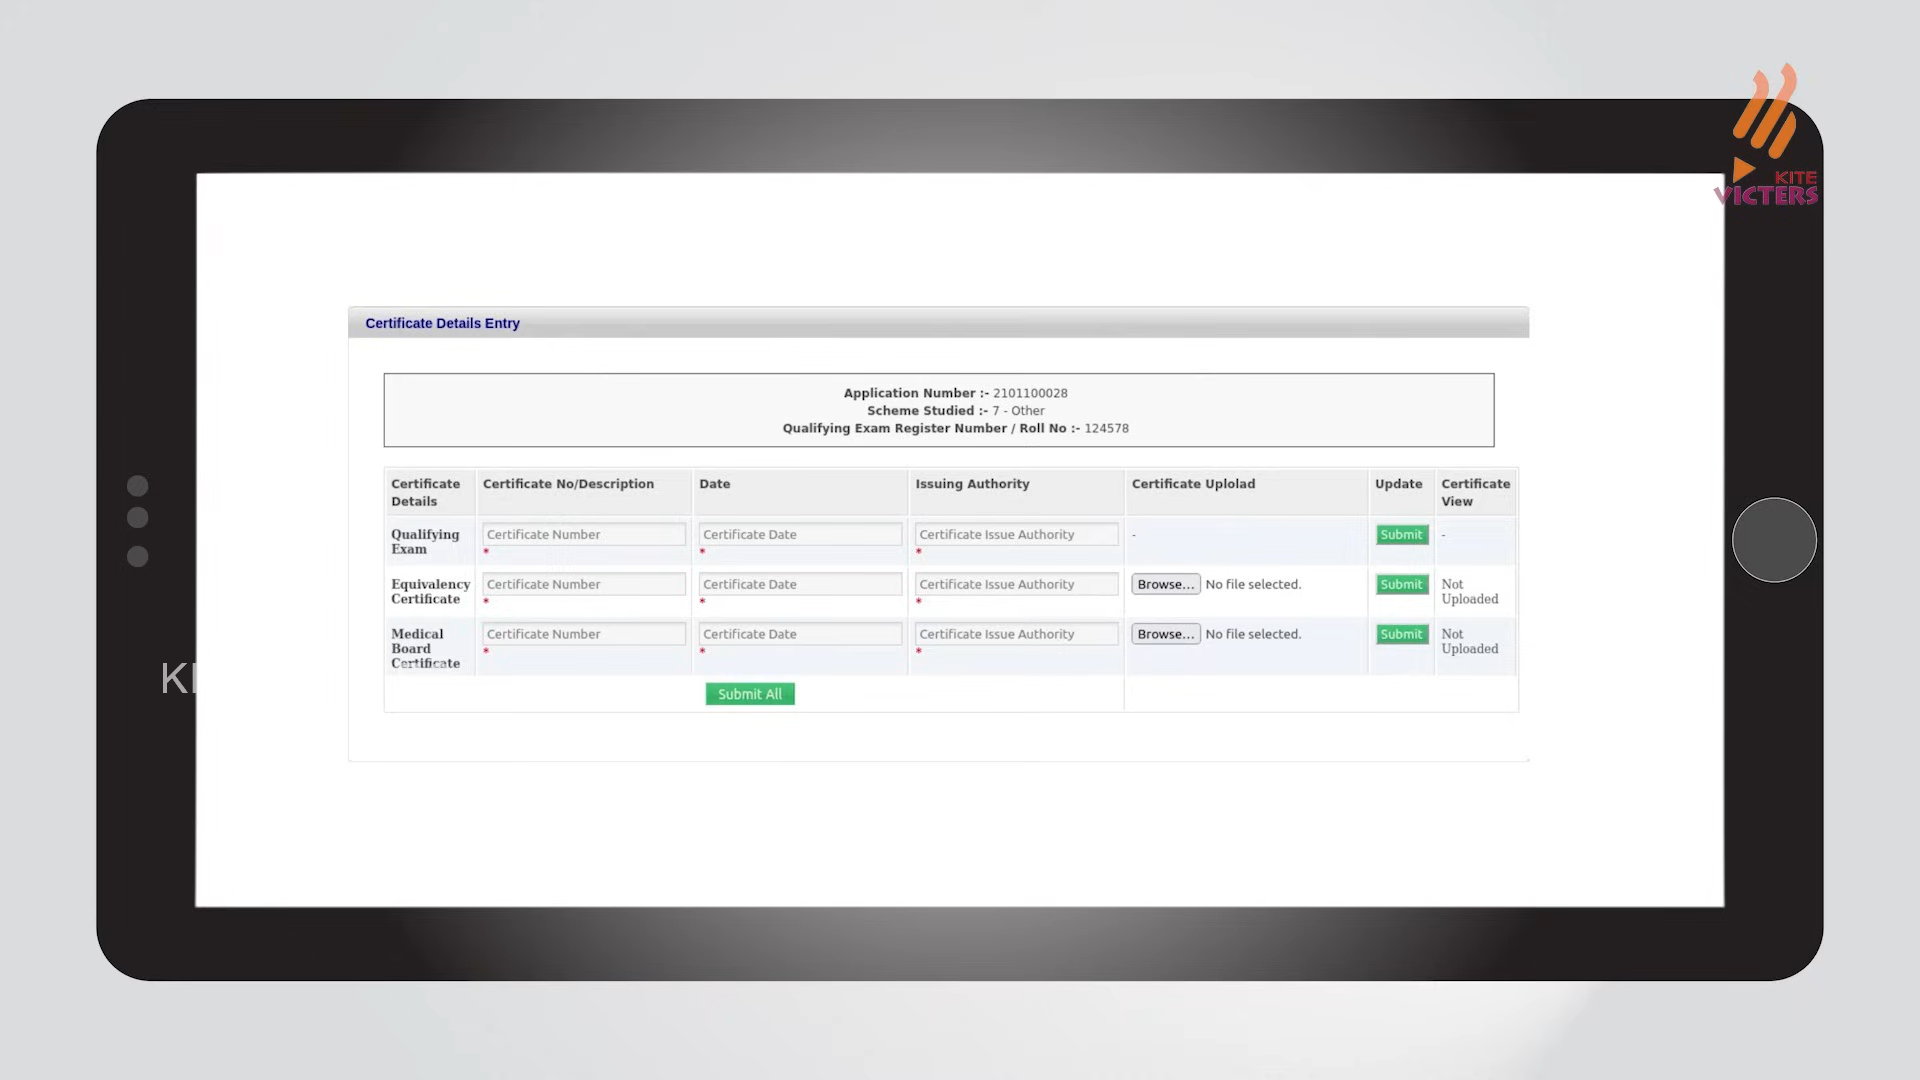 KITE
VICTERS
Certificate Details Entry
Application Number :- 2101100028
Scheme Studied :- 7 - Other
Qualifying Exam Register Number / Roll No :- 124578
Certificate Details
Certificate No/Description
Date
Issuing Authority
Certificate Uplolad
Update
Certificate View
Qualifying Exam
Certificate Number
*
Certificate Date
*
Certificate Issue Authority
*
-
Submit
-
Equivalency Certificate
Certificate Number
*
Certificate Date
*
Certificate Issue Authority
*
Browse... No file selected.
Submit
Not Uploaded
Medical Board Certificate
Certificate Number
*
Certificate Date
*
Certificate Issue Authority
*
Browse... No file selected.
Submit
Not Uploaded
Submit All